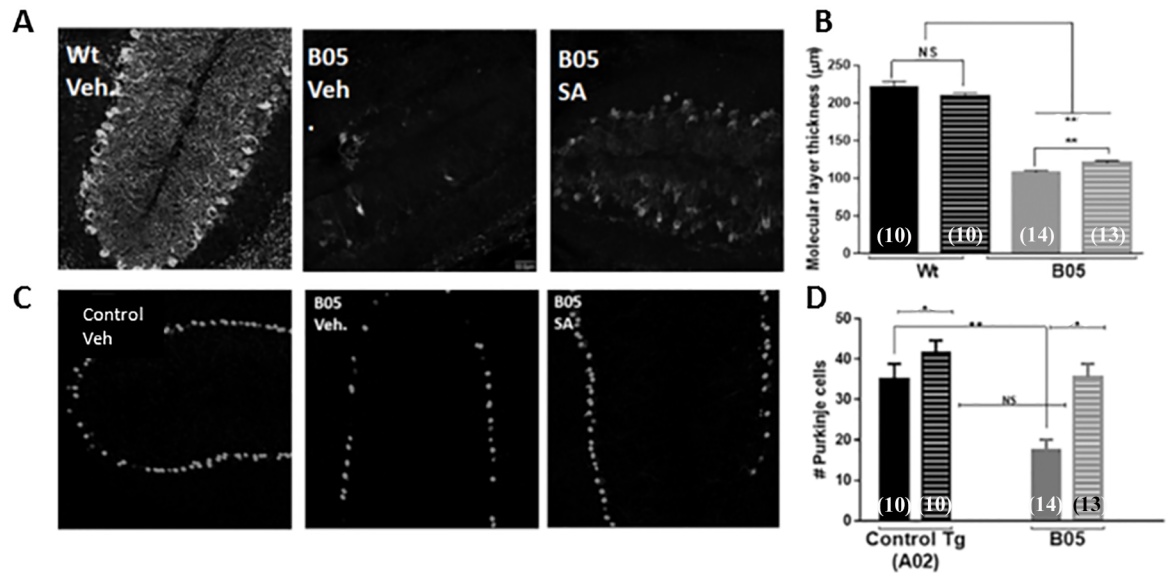 A
Wt
Veh.
B05
Veh
.
B05
SA
B
Molecular layer thickness (μm)
250
200
150
100
50
0
NS
**
**
(10)
(10)
(14)
(13)
Wt
B05
C
Control
Veh
B05
Veh.
B05
SA
D
# Purkinje cells
50
40
30
20
10
0
*
**
*
NS
(10)
(10)
(14)
(13
Control Tg
(A02)
B05